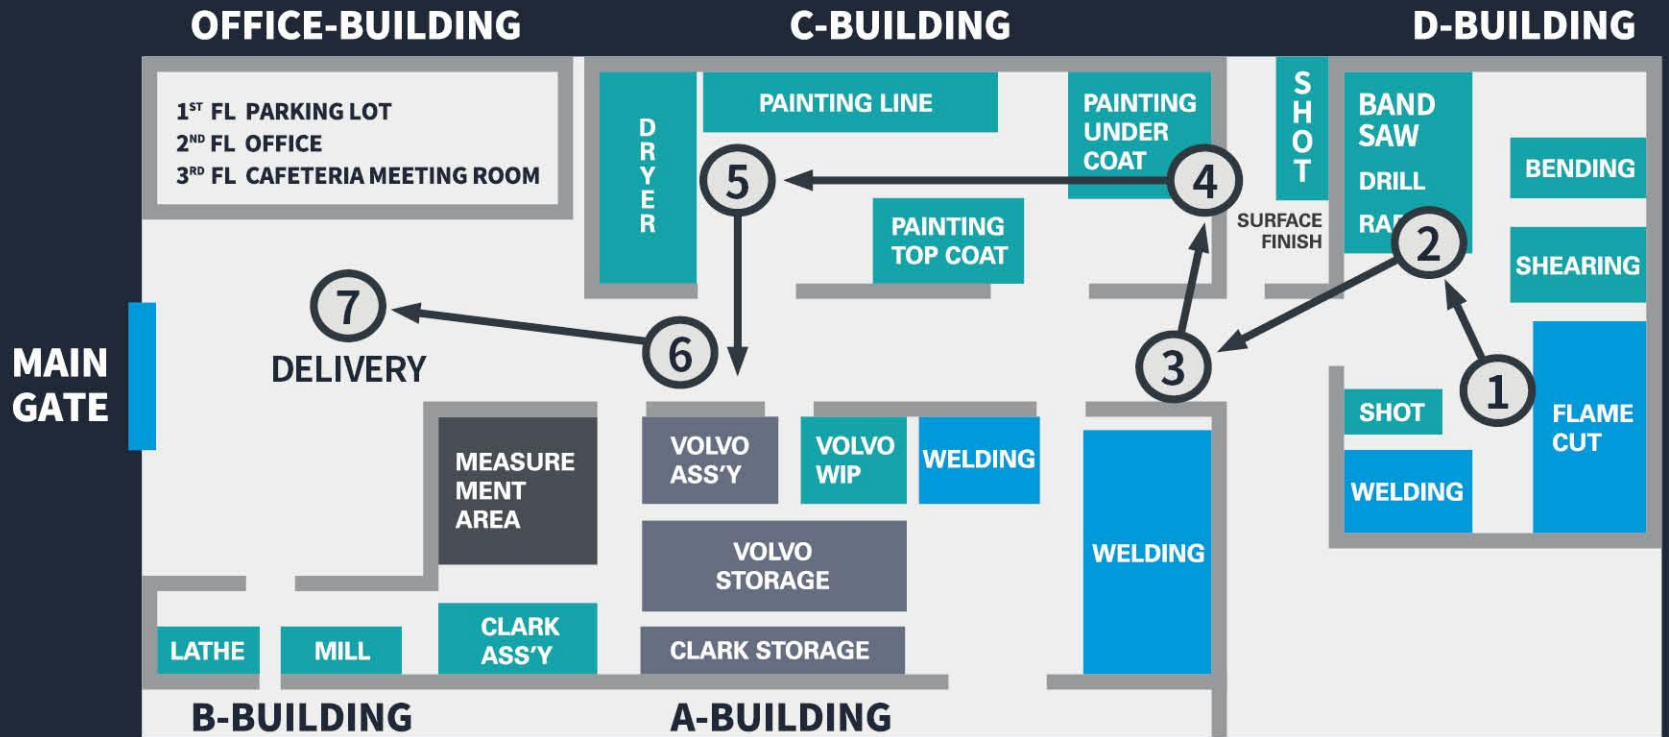 OFFICE-BUILDING
C-BUILDING
D-BUILDING
1ST FL PARKING LOT
2ND FL OFFICE
3RD FL CAFETERIA MEETING ROOM
DRYER
PAINTING LINE
PAINTING
UNDER
COAT
SHOT
BAND
SAW
DRILL
BENDING
5
4
SURFACE
FINISH
2
PAINTING
TOP COAT
SHEARING
7
DELIVERY
6
3
1
MAIN
GATE
SHOT
FLAME
CUT
WELDING
MEASURE
MENT
AREA
VOLVO
ASS'Y
VOLVO
WIP
WELDING
WELDING
VOLVO
STORAGE
LATHE
MILL
CLARK
ASS'Y
CLARK STORAGE
B-BUILDING
A-BUILDING